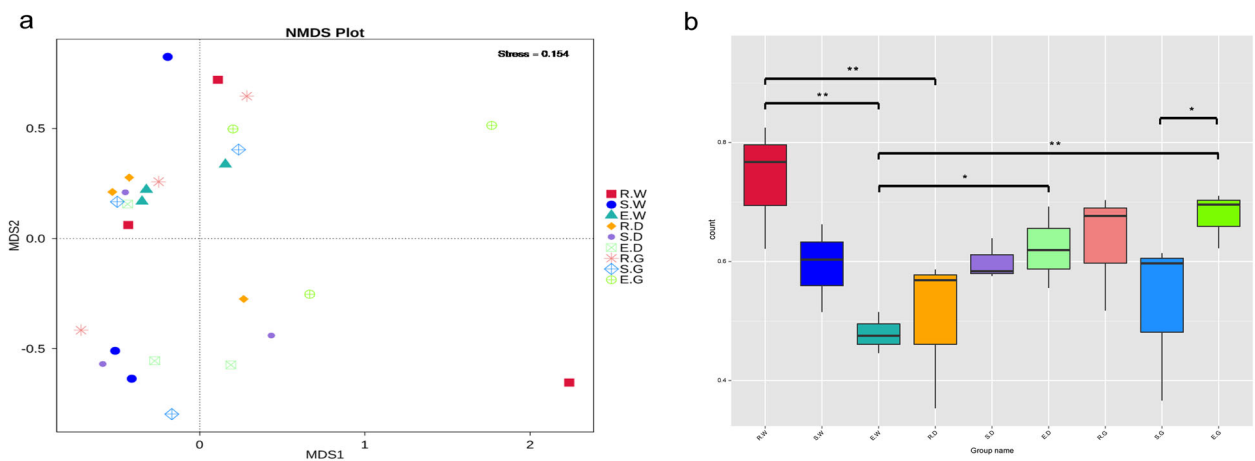 a
NMDS Plot
Stress = 0.154
0.5
0.0
-0.5
MDS2
0
1
2
MDS1
R.W
S.W
E.W
R.D
S.D
E.D
R.G
S.G
E.G
b
**
**
*
**
*
0.8
0.6
0.4
count
R.W
S.W
E.W
R.D
S.D
E.D
R.G
S.G
E.G
Group name